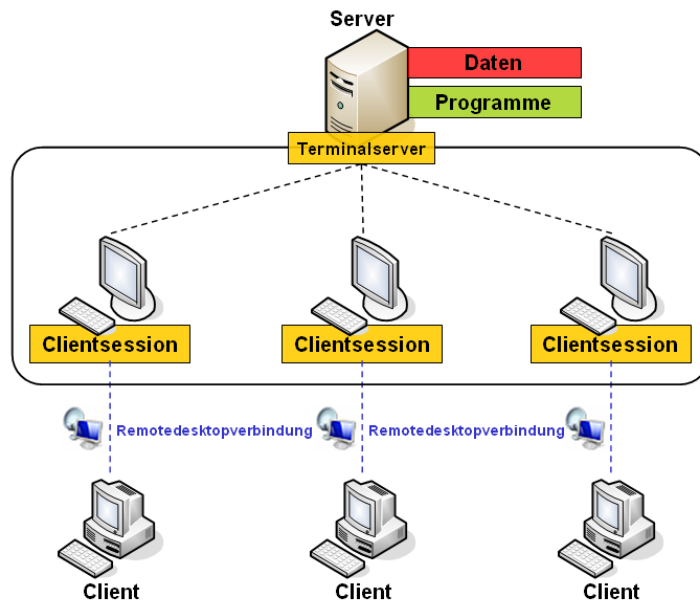 Server
Daten
Programme
Terminalserver
Clientsession
Clientsession
Clientsession
Remotedesktopverbindung
Remotedesktopverbindung
Client
Client
Client